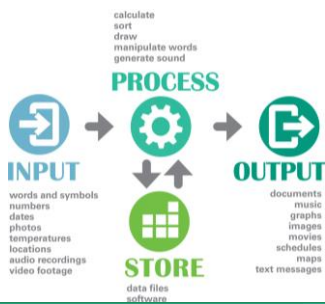 calculate
sort
draw
manipulate words
generate sound
PROCESS
INPUT
words and symbols
numbers
dates
photos
temperatures
locations
audio recordings
video footage
OUTPUT
documents
music
graphs
images
movies
schedules
maps
text messages
STORE
data files
software